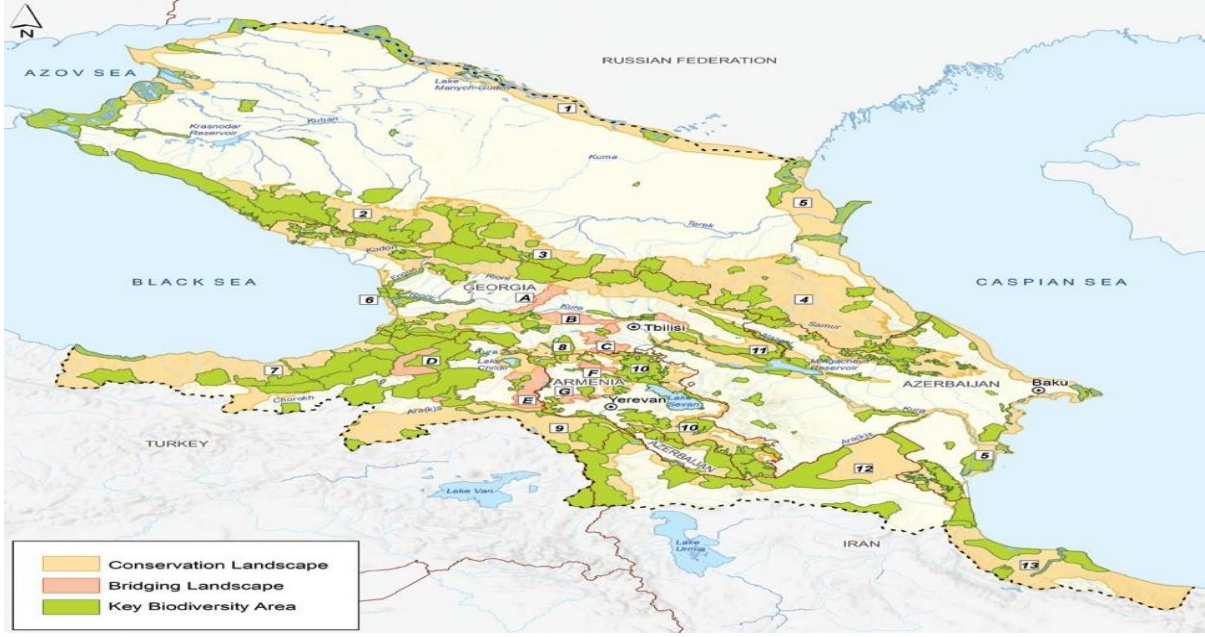 N
RUSSIAN FEDERATION
AZOV SEA
Lake
Manych-Gudilo
1
Krasnodar
Reservoir
Kuban
Kuma
2
5
Terek
Kodori
3
BLACK SEA
CASPIAN SEA
Enguri
Rioni
GEORGIA
6
Rioni
A
4
Kura
B
Tbilisi
Samur
Alazani
C
8
Kura
Lake
Childir
11
Mingachevir
Reservoir
7
D
F
10
ARMENIA
AZERBAIJAN
Baku
E
G
Lake
Sevan
Chorokh
Yerevan
Kura
Araks
9
10
TURKEY
AZERBAIJAN
Araks
12
5
Lake Van
Lake
Urmia
IRAN
13
Conservation Landscape
Bridging Landscape
Key Biodiversity Area